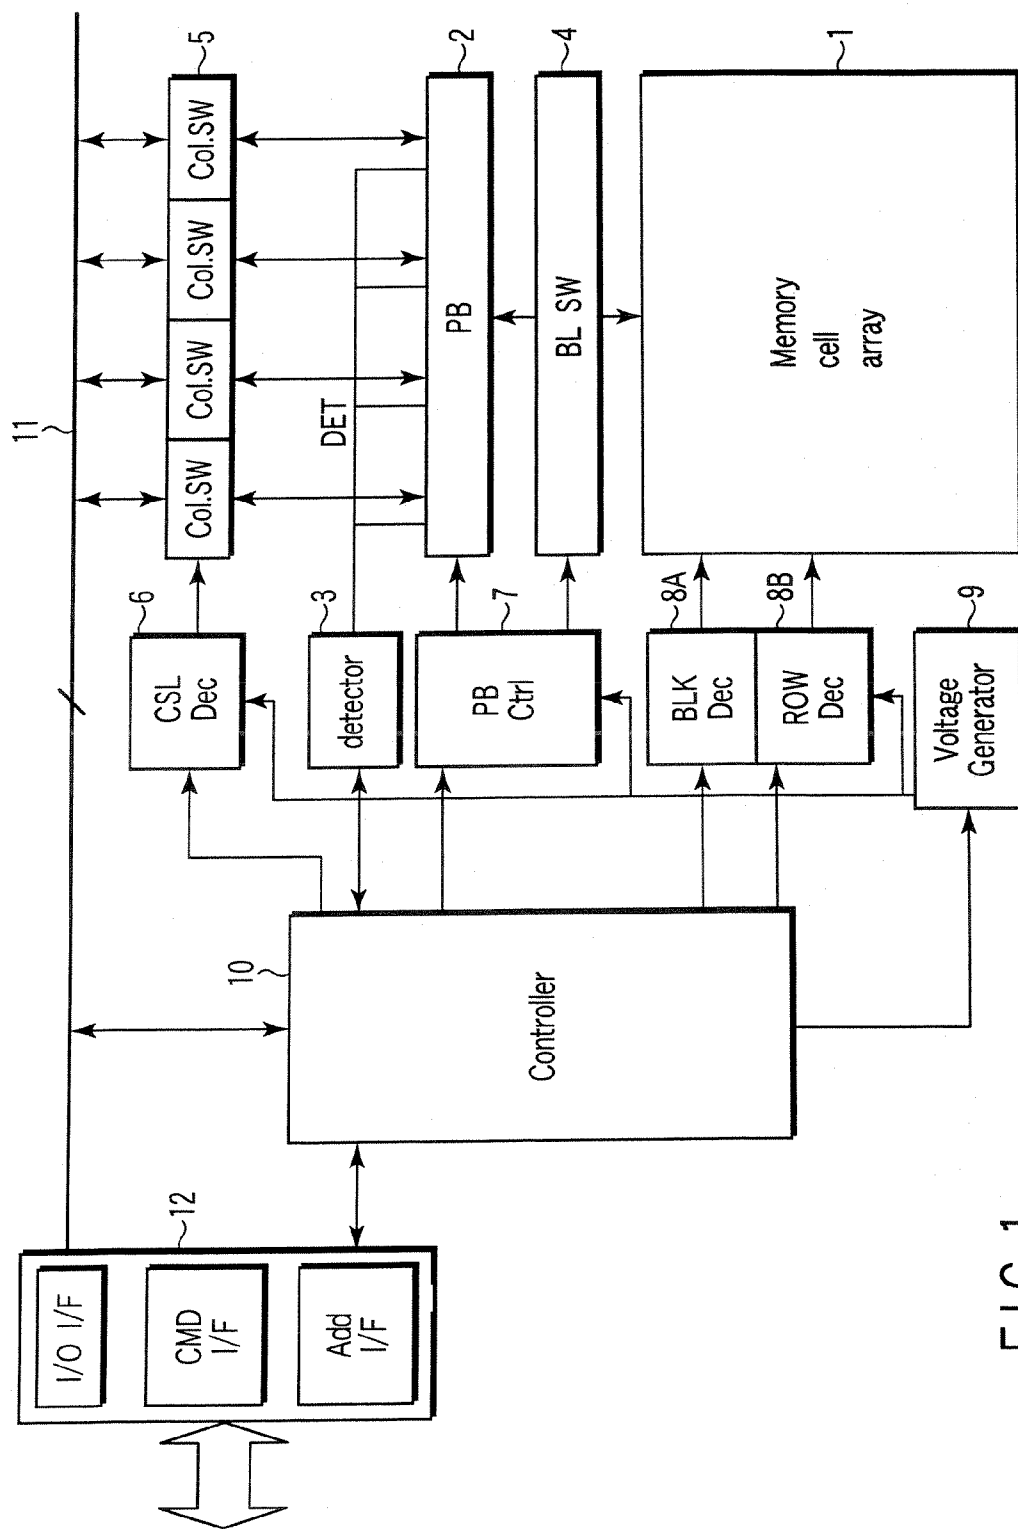 11
5
Col.SW
Col.SW
Col.SW
Col.SW
6
CSL
Dec
DET
2
PB
3
detector
4
BL SW
7
PB
Ctrl
1
Memory
cell
array
8A
BLK
Dec
8B
ROW
Dec
9
Voltage
Generator
10
Controller
12
I/O I/F
CMD
I/F
Add
I/F
FIG. 1